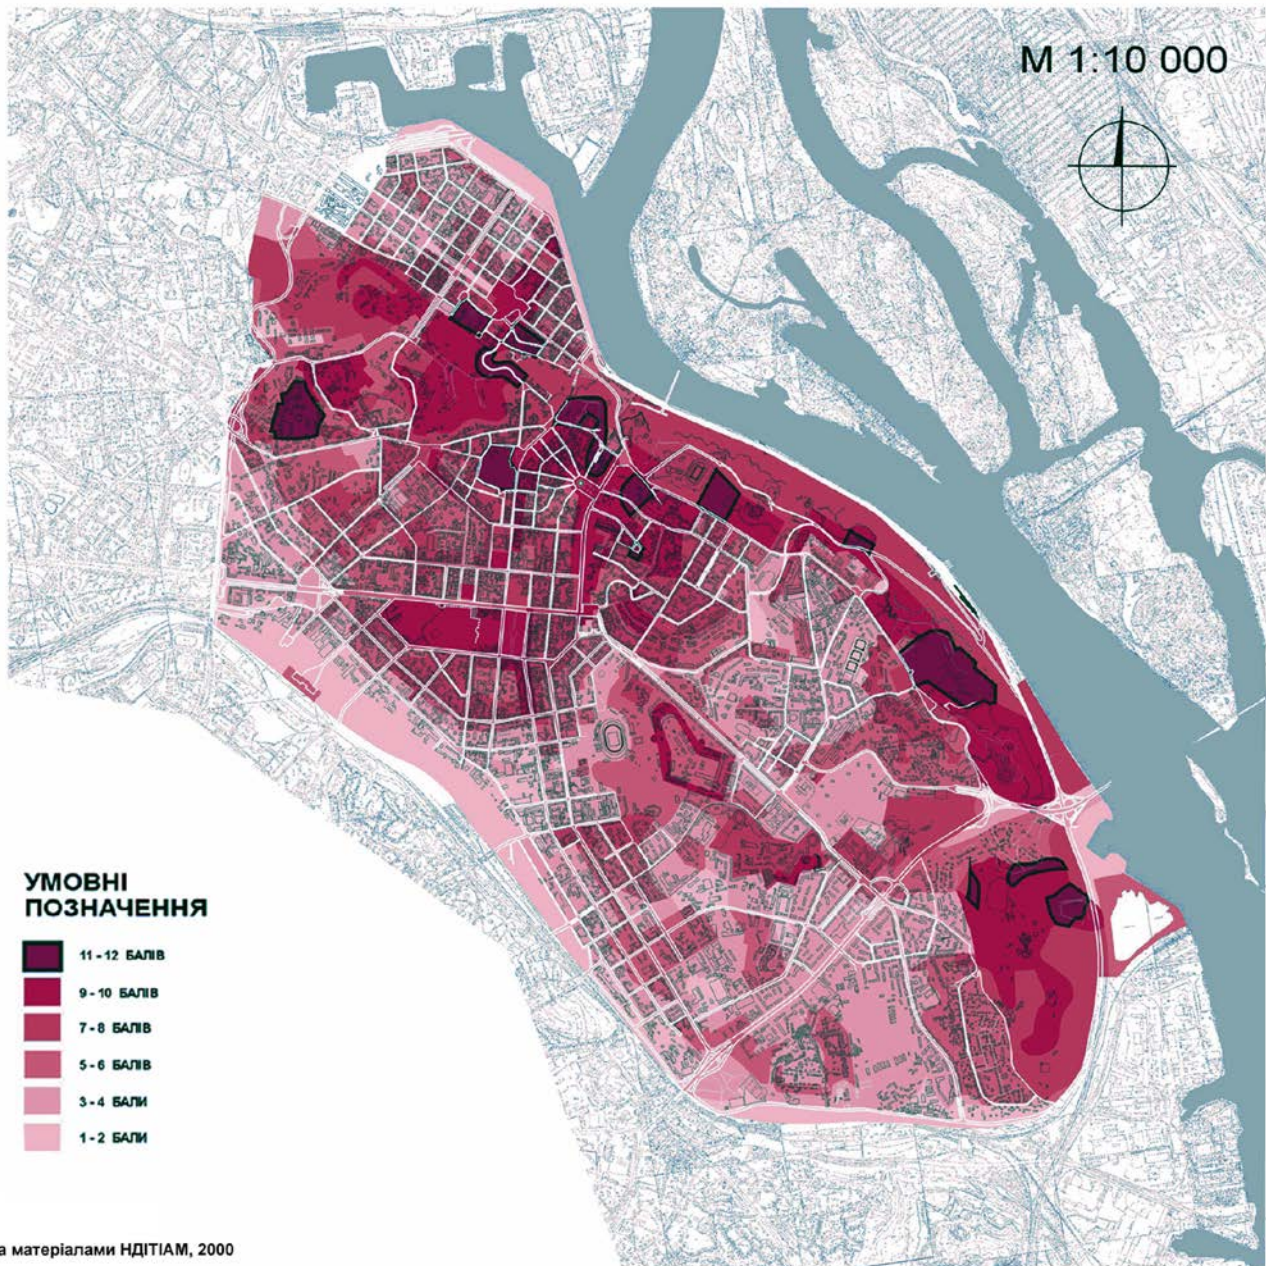 М 1:10 000
УМОВНІ
ПОЗНАЧЕННЯ
11 - 12 БАЛІВ
9 - 10 БАЛІВ
7 - 8 БАЛІВ
5 - 6 БАЛІВ
3 - 4 БАЛИ
1 - 2 БАЛИ
а матеріалами НДІТІАМ, 2000